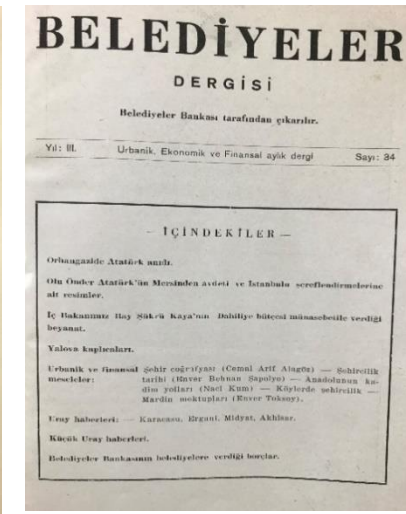 BELEDİYELER
DERGİSİ
Belediyeler Bankası tarafından çıkarılır.
Yıl: III. Urbanik, Ekonomik ve Finansal aylık dergi Sayı: 34
— İÇİNDEKİLER —
Orhangazide Atatürk anıtı.
Ulu Önder Atatürk'ün Mersinden avdeti ve İstanbulu şereflendirmelerine
ait resimler.
İç Bakanımız Bay Şükrü Kaya'nın Dahiliye bütçesi münasebetile verdiği
beyanat.
Yalova kaplıcaları.
Urbanik ve finansal şehir coğrafyası (Cemal Arif Alagöz) — Şehircilik
meseleler: tarihi (Enver Behnan Şapolyo) — Anadolunun ka-
dim yolları (Naci Kum) — Köylerde şehircilik —
Mardin mektupları (Enver Toksoy).
Uray haberleri: — Karacasu, Ergani, Midyat, Akhisar.
Küçük Uray haberleri.
Belediyeler Bankasının belediyelere verdiği borçlar.